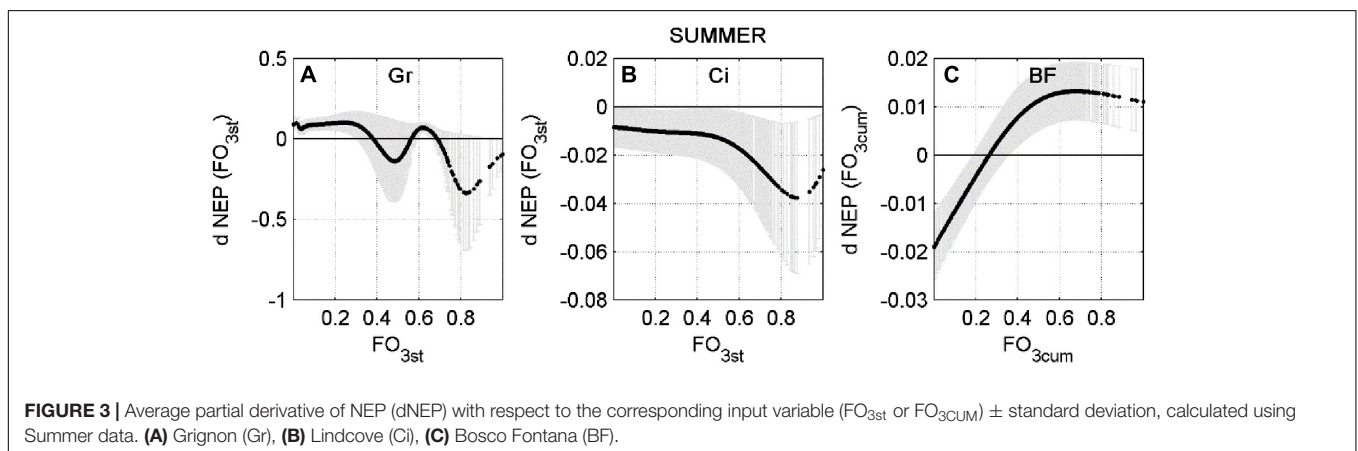 SUMMER
A Gr
0.5
0
-0.5
-1
d NEP (FO3st)
0.2 0.4 0.6 0.8
FO3st
B Ci
0.02
0
-0.02
-0.04
-0.06
-0.08
d NEP (FO3st)
0.2 0.4 0.6 0.8
FO3st
C BF
0.02
0.01
0
-0.01
-0.02
-0.03
d NEP (FO3cum)
0.2 0.4 0.6 0.8
FO3cum
FIGURE 3 | Average partial derivative of NEP (dNEP) with respect to the corresponding input variable (FO3st or FO3CUM) ± standard deviation, calculated using
Summer data. (A) Grignon (Gr), (B) Lindcove (Ci), (C) Bosco Fontana (BF).